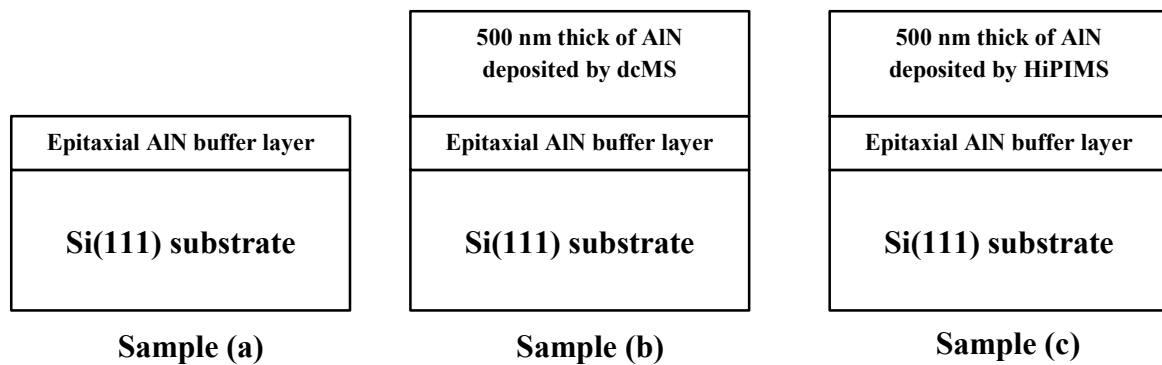 Epitaxial AlN buffer layer
Si(111) substrate
Sample (a)
500 nm thick of AlN
deposited by dcMS
Epitaxial AlN buffer layer
Si(111) substrate
Sample (b)
500 nm thick of AlN
deposited by HiPIMS
Epitaxial AlN buffer layer
Si(111) substrate
Sample (c)